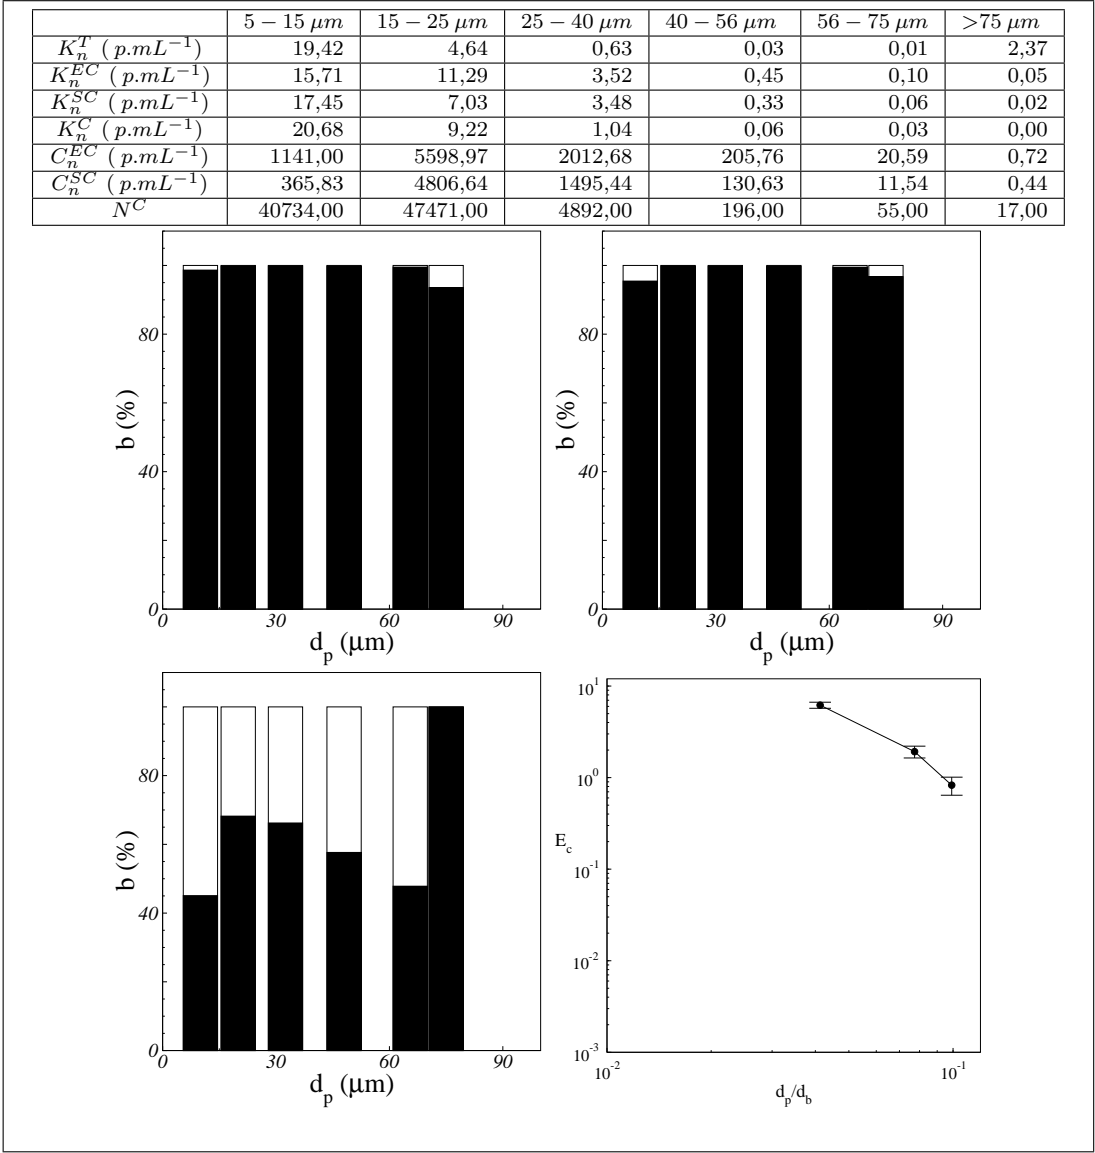 5 − 15 μm 15 − 25 μm 25 − 40 μm 40 − 56 μm 56 − 75 μm >75 μm
K_n^T ( p.mL^{−1}) 19,42 4,64 0,63 0,03 0,01 2,37
K_n^{EC} ( p.mL^{−1}) 15,71 11,29 3,52 0,45 0,10 0,05
K_n^{SC} ( p.mL^{−1}) 17,45 7,03 3,48 0,33 0,06 0,02
K_n^C ( p.mL^{−1}) 20,68 9,22 1,04 0,06 0,03 0,00
C_n^{EC} ( p.mL^{−1}) 1141,00 5598,97 2012,68 205,76 20,59 0,72
C_n^{SC} ( p.mL^{−1}) 365,83 4806,64 1495,44 130,63 11,54 0,44
N^C 40734,00 47471,00 4892,00 196,00 55,00 17,00
80
40
0
b (%)
0 30 60 90
d_p (μm)
80
40
0
b (%)
0 30 60 90
d_p (μm)
80
40
0
b (%)
0 30 60 90
d_p (μm)
10^1
10^0
10^{-1}
10^{-2}
10^{-3}
E_c
10^{-2} 10^{-1}
d_p/d_b